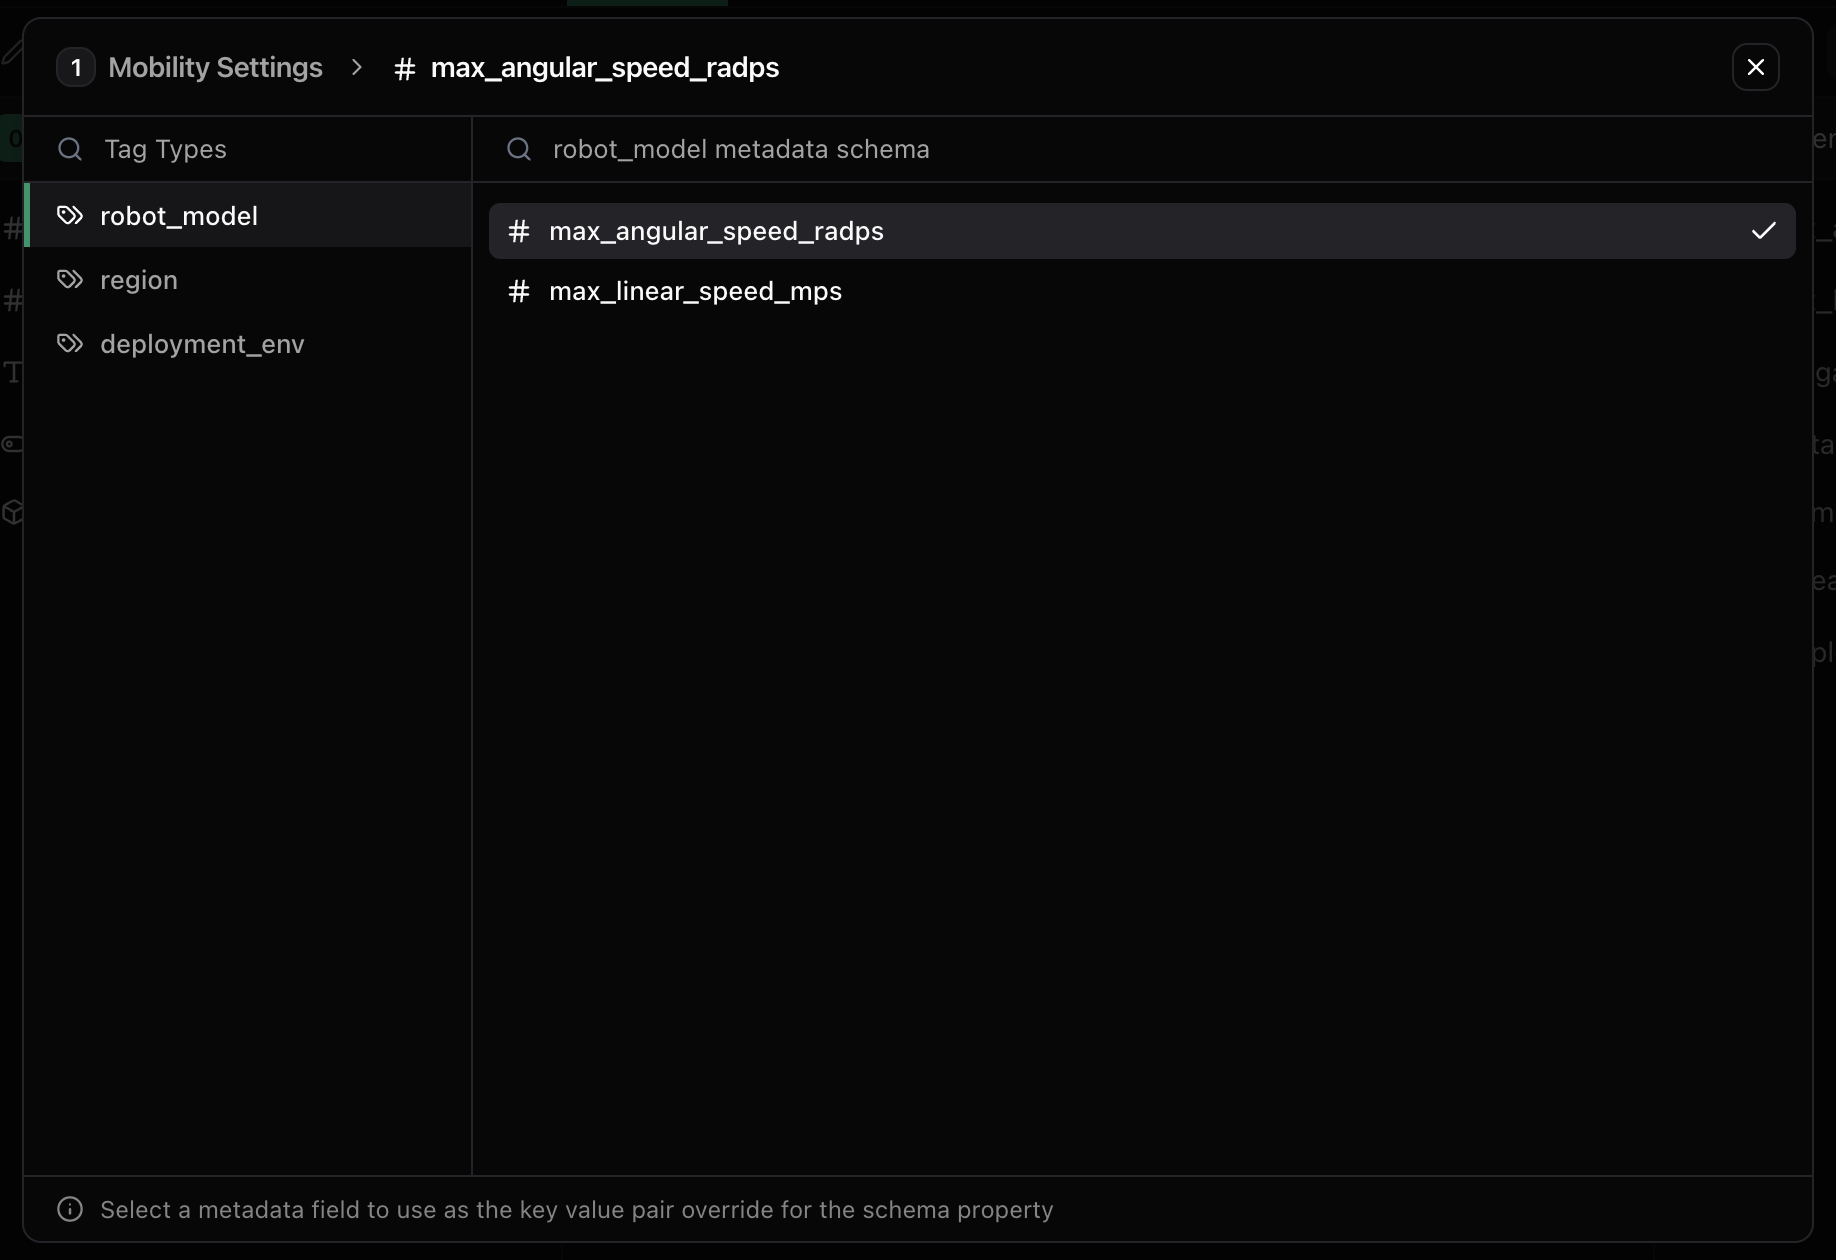 1 Mobility Settings > # max_angular_speed_radps
Tag Types
robot_model metadata schema
robot_model
region
deployment_env
# max_angular_speed_radps
# max_linear_speed_mps
Select a metadata field to use as the key value pair override for the schema property